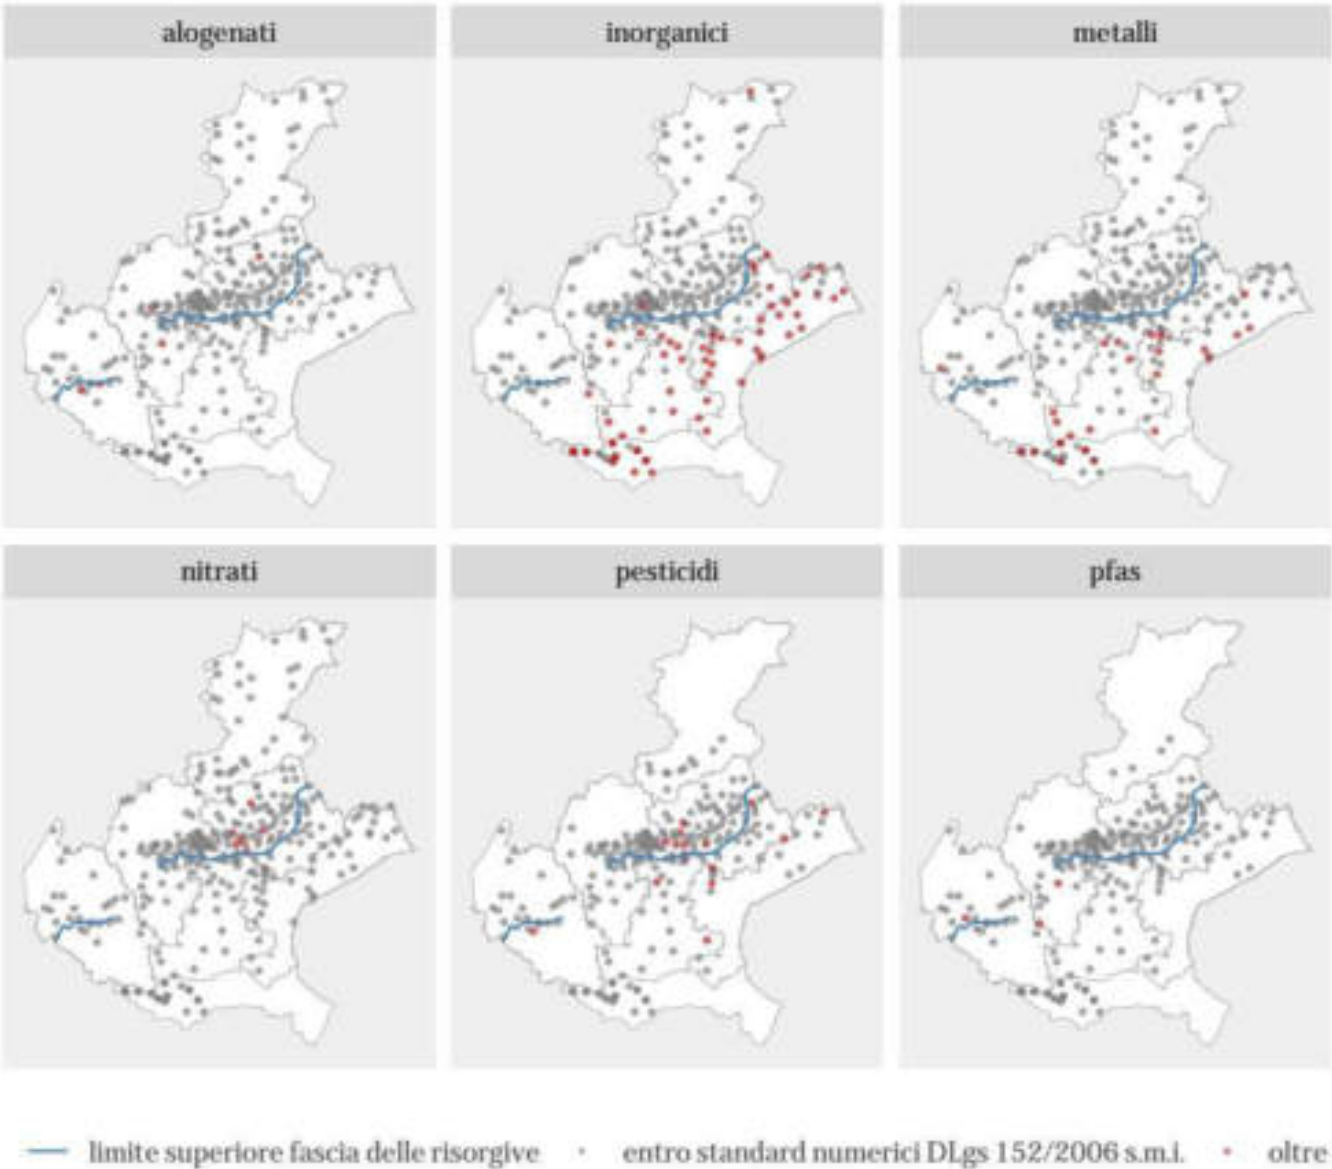 alogenati
inorganici
metalli
nitrati
pesticidi
pfas
limite superiore fascia delle risorgive
entro standard numerici DLgs 152/2006 s.m.i.
oltre